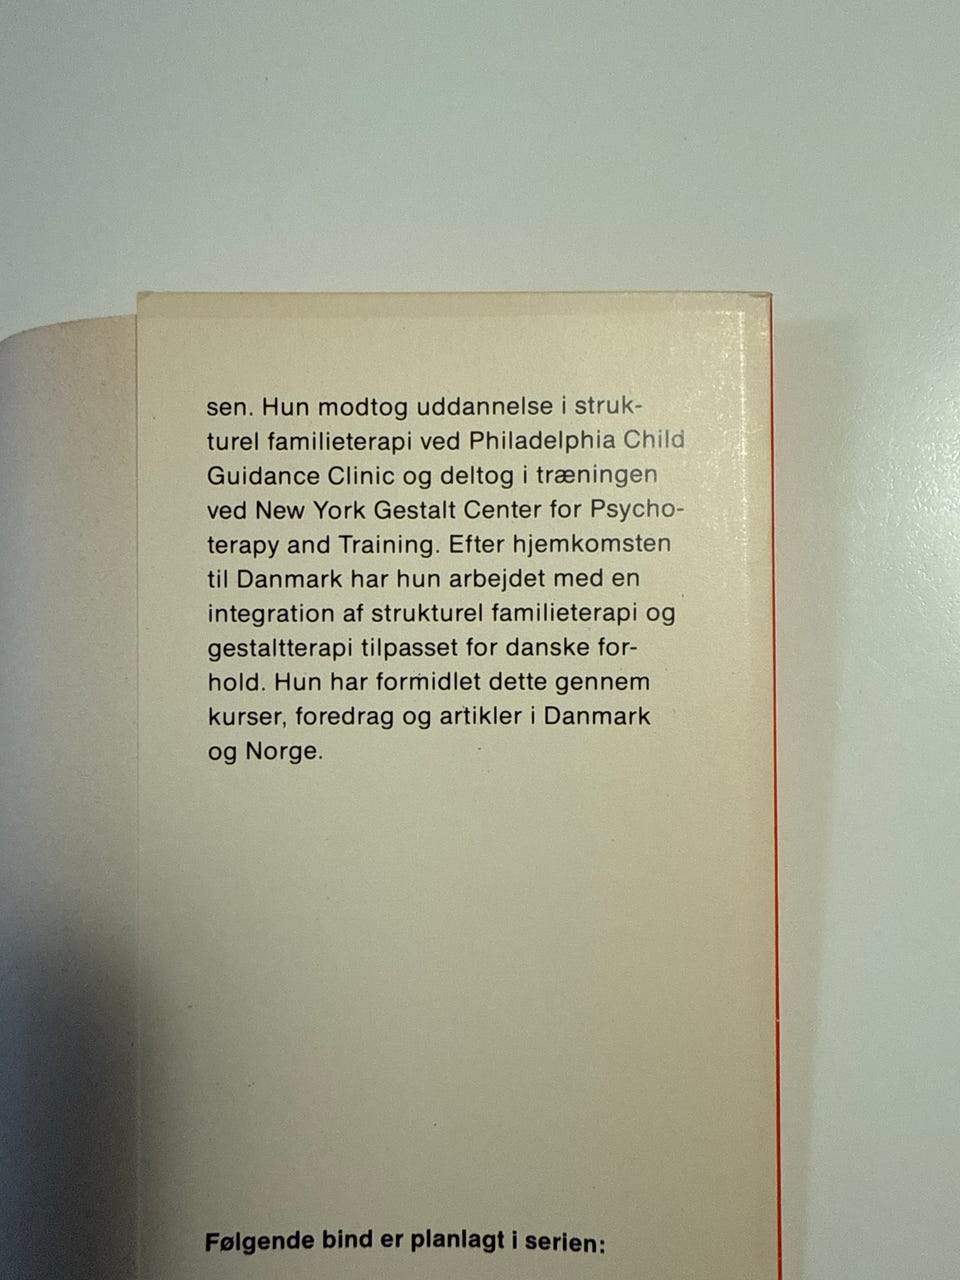 sen. Hun modtog uddannelse i struk-
turel familieterapi ved Philadelphia Child
Guidance Clinic og deltog i træningen
ved New York Gestalt Center for Psycho-
terapy and Training. Efter hjemkomsten
til Danmark har hun arbejdet med en
integration af strukturel familieterapi og
gestaltterapi tilpasset for danske for-
hold. Hun har formidlet dette gennem
kurser, foredrag og artikler i Danmark
og Norge.
Følgende bind er planlagt i serien: